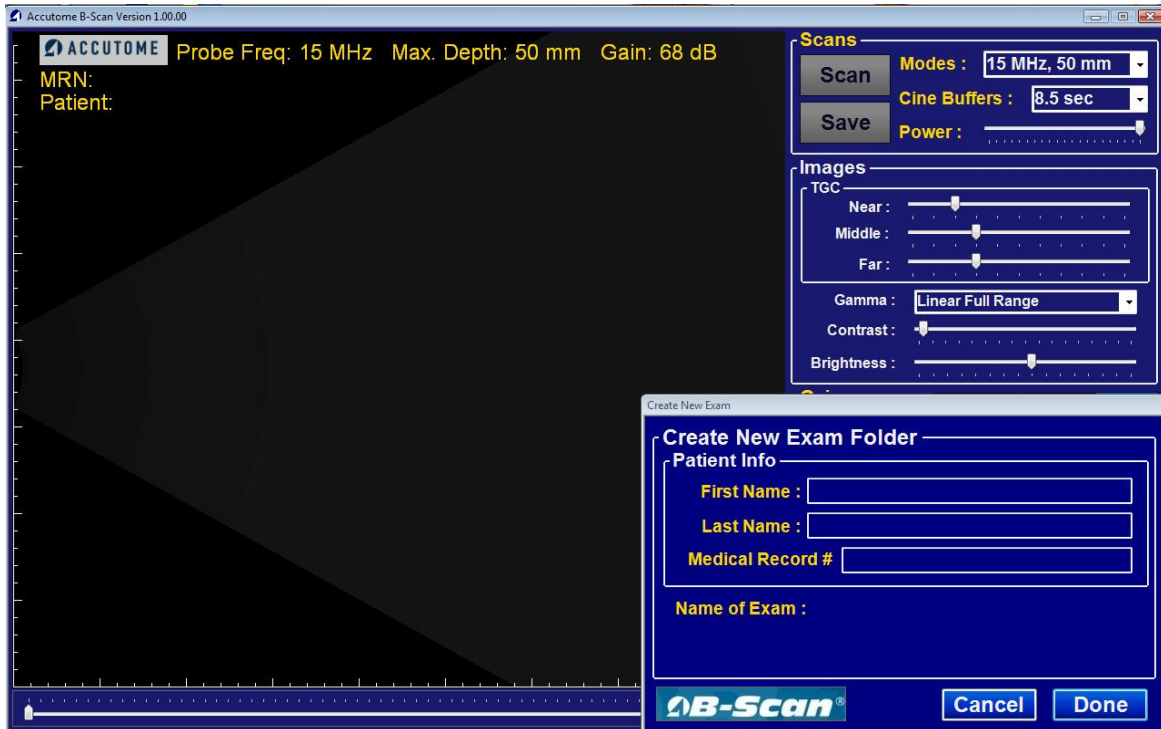 Accutome B-Scan Version 1.00.00
ACCUTOME Probe Freq: 15 MHz Max. Depth: 50 mm Gain: 68 dB
MRN:
Patient:
Scans
Scan
Modes : 15 MHz, 50 mm
Cine Buffers : 8.5 sec
Save
Power :
Images
TGC
Near :
Middle :
Far :
Gamma : Linear Full Range
Contrast :
Brightness :
Create New Exam
Create New Exam Folder
Patient Info
First Name :
Last Name :
Medical Record #
Name of Exam :
B-Scan®
Cancel
Done